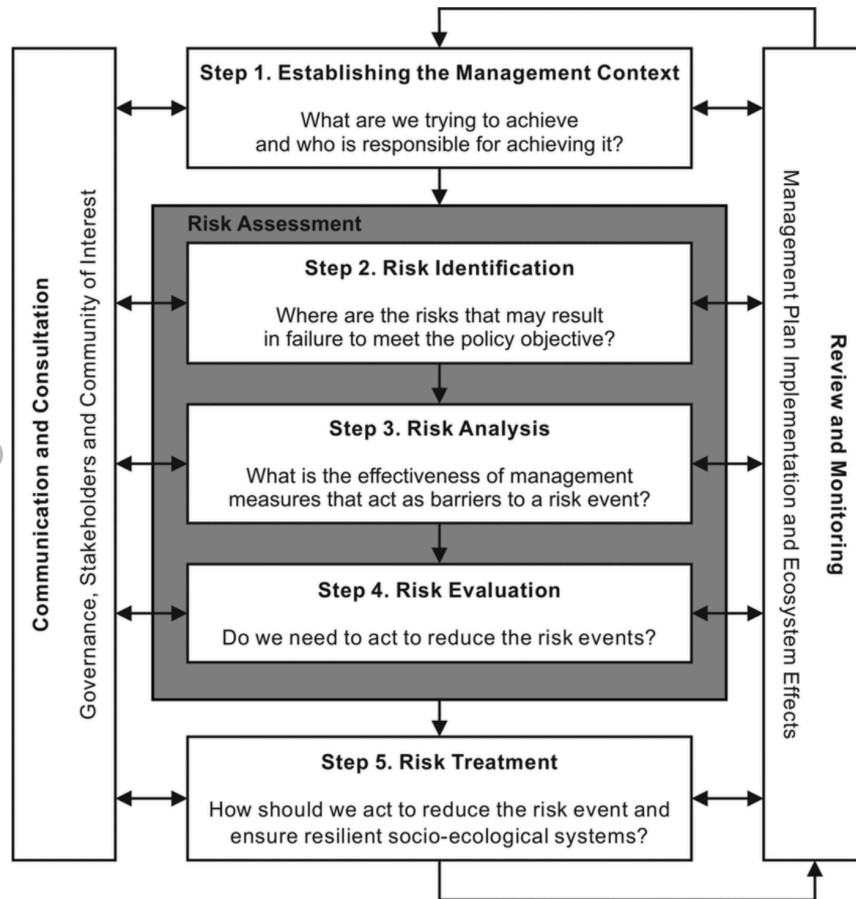 Step 1. Establishing the Management Context
What are we trying to achieve
and who is responsible for achieving it?
Risk Assessment
Step 2. Risk Identification
Where are the risks that may result
in failure to meet the policy objective?
Step 3. Risk Analysis
What is the effectiveness of management
measures that act as barriers to a risk event?
Step 4. Risk Evaluation
Do we need to act to reduce the risk events?
Step 5. Risk Treatment
How should we act to reduce the risk event and
ensure resilient socio-ecological systems?
Communication and Consultation
Governance, Stakeholders and Community of Interest
Review and Monitoring
Management Plan Implementation and Ecosystem Effects